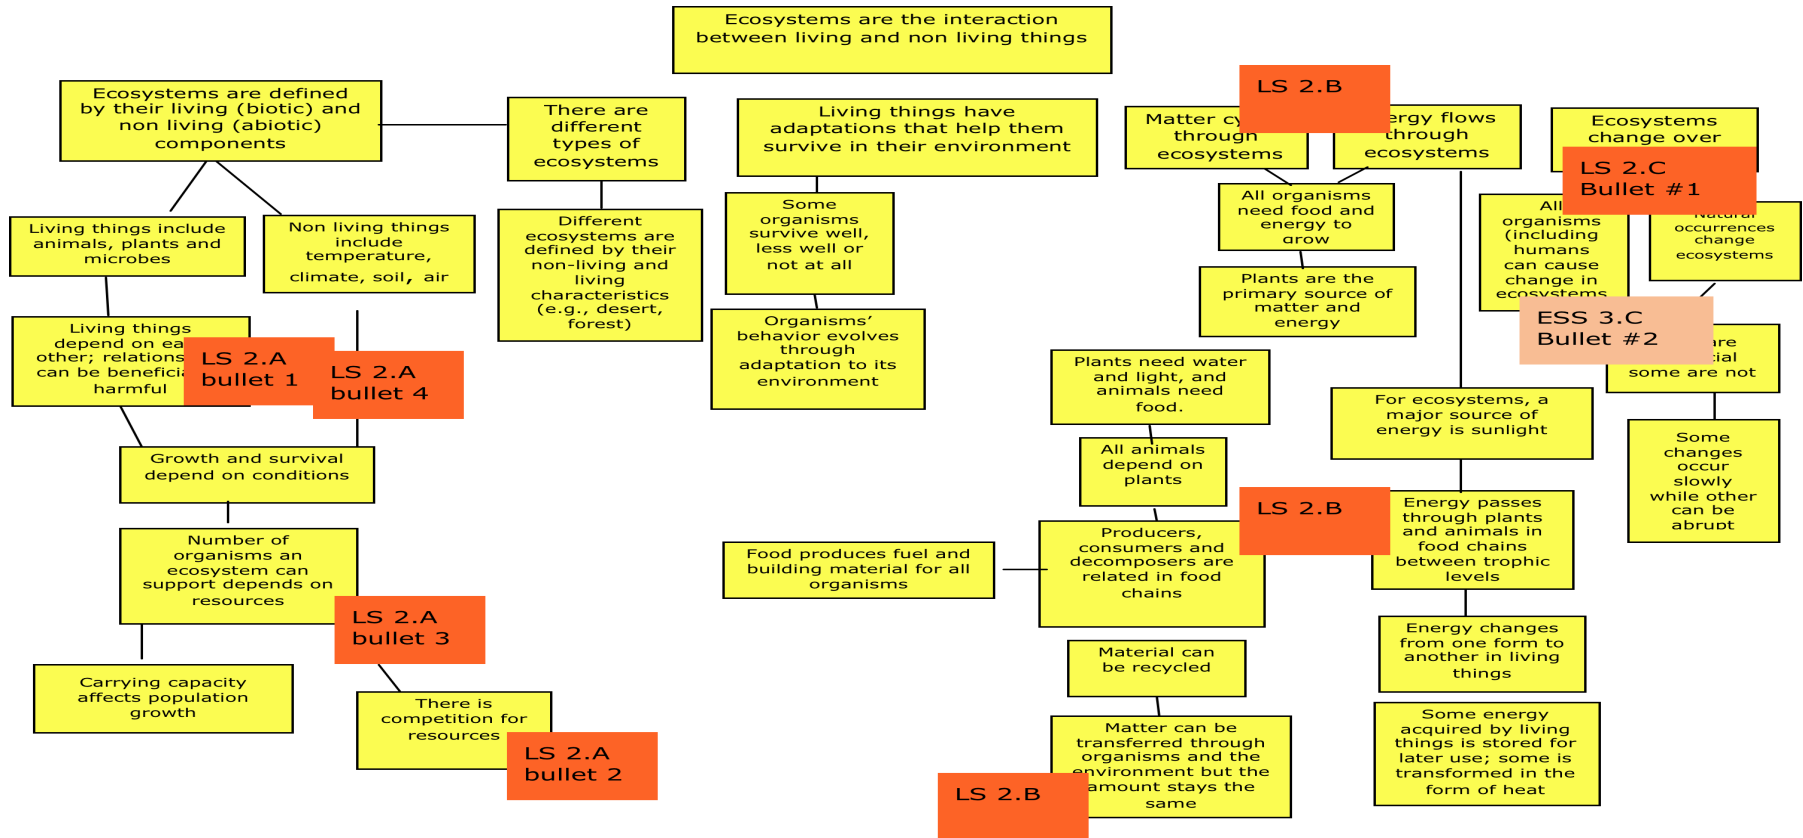 Ecosystems are the interaction
between living and non living things
Ecosystems are defined
by their living (biotic) and
non living (abiotic)
components
There are
different
types of
ecosystems
Living things have
adaptations that help them
survive in their environment
LS 2.B
Matter
through
ecosystems
flows
through
ecosystems
Ecosystems
change over
LS 2.C
Bullet #1
Living things include
animals, plants and
microbes
Non living things
include
temperature,
climate, soil, air
Different
ecosystems are
defined by their
non-living and
living
characteristics
(e.g., desert,
forest)
Some
organisms
survive well,
less well or
not at all
All organisms
need food and
energy to
grow
All
organisms
(including
humans
can cause
change in
ecosystems
Natural
occurrences
change
ecosystems
Plants are the
primary source of
matter and
energy
ESS 3.C
Bullet #2
are
some are not
Living things
depend on
other;
can be
harmful
LS 2.A
bullet 1
LS 2.A
bullet 4
Organisms’
behavior evolves
through
adaptation to its
environment
Plants need water
and light, and
animals need
food.
For ecosystems, a
major source of
energy is sunlight
Some
changes
occur
slowly
while other
can be
abrupt
Growth and survival
depend on conditions
All animals
depend on
plants
LS 2.B
Energy passes
through plants
and animals in
food chains
between trophic
levels
Number of
organisms an
ecosystem can
support depends on
resources
Food produces fuel and
building material for all
organisms
Producers,
consumers and
decomposers are
related in food
chains
LS 2.A
bullet 3
Energy changes
from one form to
another in living
things
Material can
be recycled
Carrying capacity
affects population
growth
There is
competition for
resources
LS 2.A
bullet 2
Matter can be
transferred through
organisms and the
environment but the
amount stays the
same
LS 2.B
Some energy
acquired by living
things is stored for
later use; some is
transformed in the
form of heat